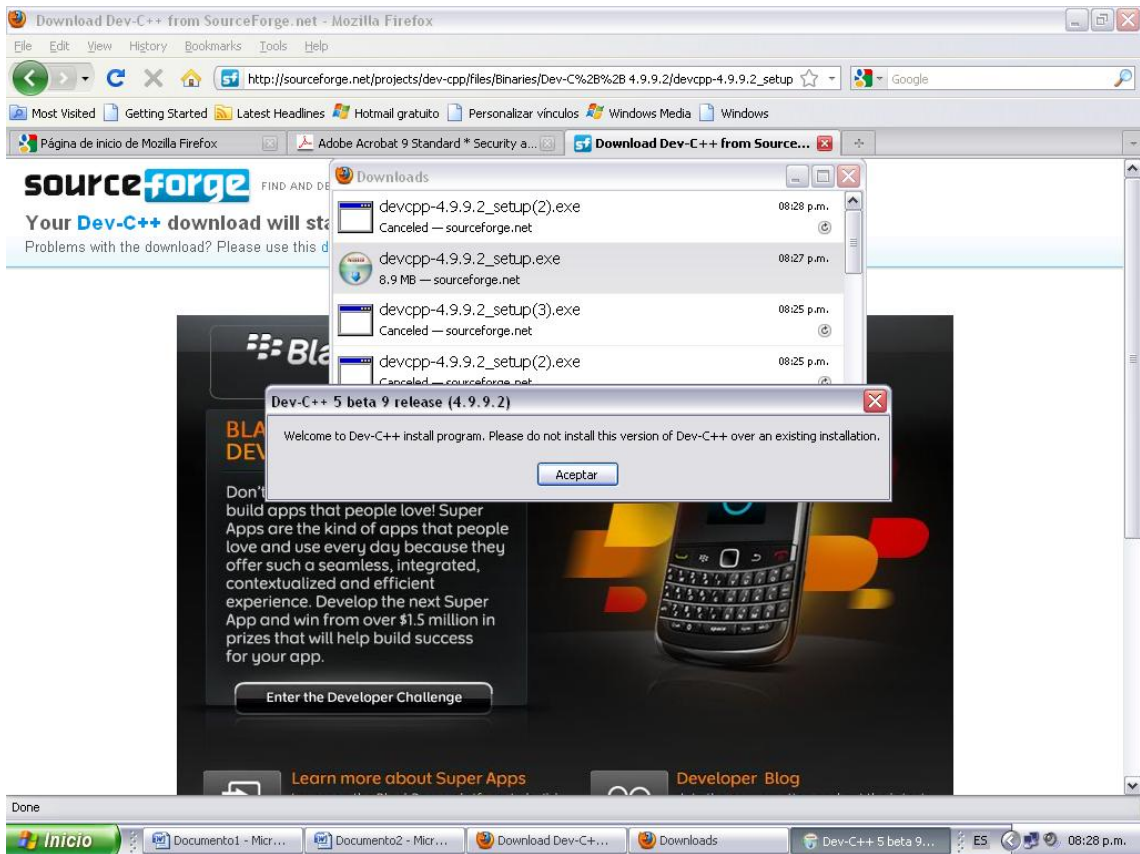 Download Dev-C++ from SourceForge.net - Mozilla Firefox
File Edit View History Bookmarks Tools Help
http://sourceforge.net/projects/dev-cpp/files/Binaries/Dev-C%2B%2B 4.9.9.2/devcpp-4.9.9.2_setup
Google
Most Visited Getting Started Latest Headlines Hotmail gratuito Personalizar vínculos Windows Media Windows
Página de inicio de Mozilla Firefox
Adobe Acrobat 9 Standard * Security a...
Download Dev-C++ from Source...
sourceforge FIND AND DE
Your Dev-C++ download will sta
Problems with the download? Please use this d
Downloads
devcpp-4.9.9.2_setup(2).exe 08:28 p.m.
Canceled — sourceforge.net
devcpp-4.9.9.2_setup.exe 08:27 p.m.
8.9 MB — sourceforge.net
devcpp-4.9.9.2_setup(3).exe 08:25 p.m.
Canceled — sourceforge.net
devcpp-4.9.9.2_setup(2).exe 08:25 p.m.
Canceled — sourceforge.net
Dev-C++ 5 beta 9 release (4.9.9.2)
Welcome to Dev-C++ install program. Please do not install this version of Dev-C++ over an existing installation.
Aceptar
Bla
BLA
DEV
Don't
build apps that people love! Super
Apps are the kind of apps that people
love and use every day because they
offer such a seamless, integrated,
contextualized and efficient
experience. Develop the next Super
App and win from over $1.5 million in
prizes that will help build success
for your app.
Enter the Developer Challenge
Learn more about Super Apps
Developer Blog
Done
Inicio
Documento1 - Micr...
Documento2 - Micr...
Download Dev-C+...
Downloads
Dev-C++ 5 beta 9...
ES
08:28 p.m.